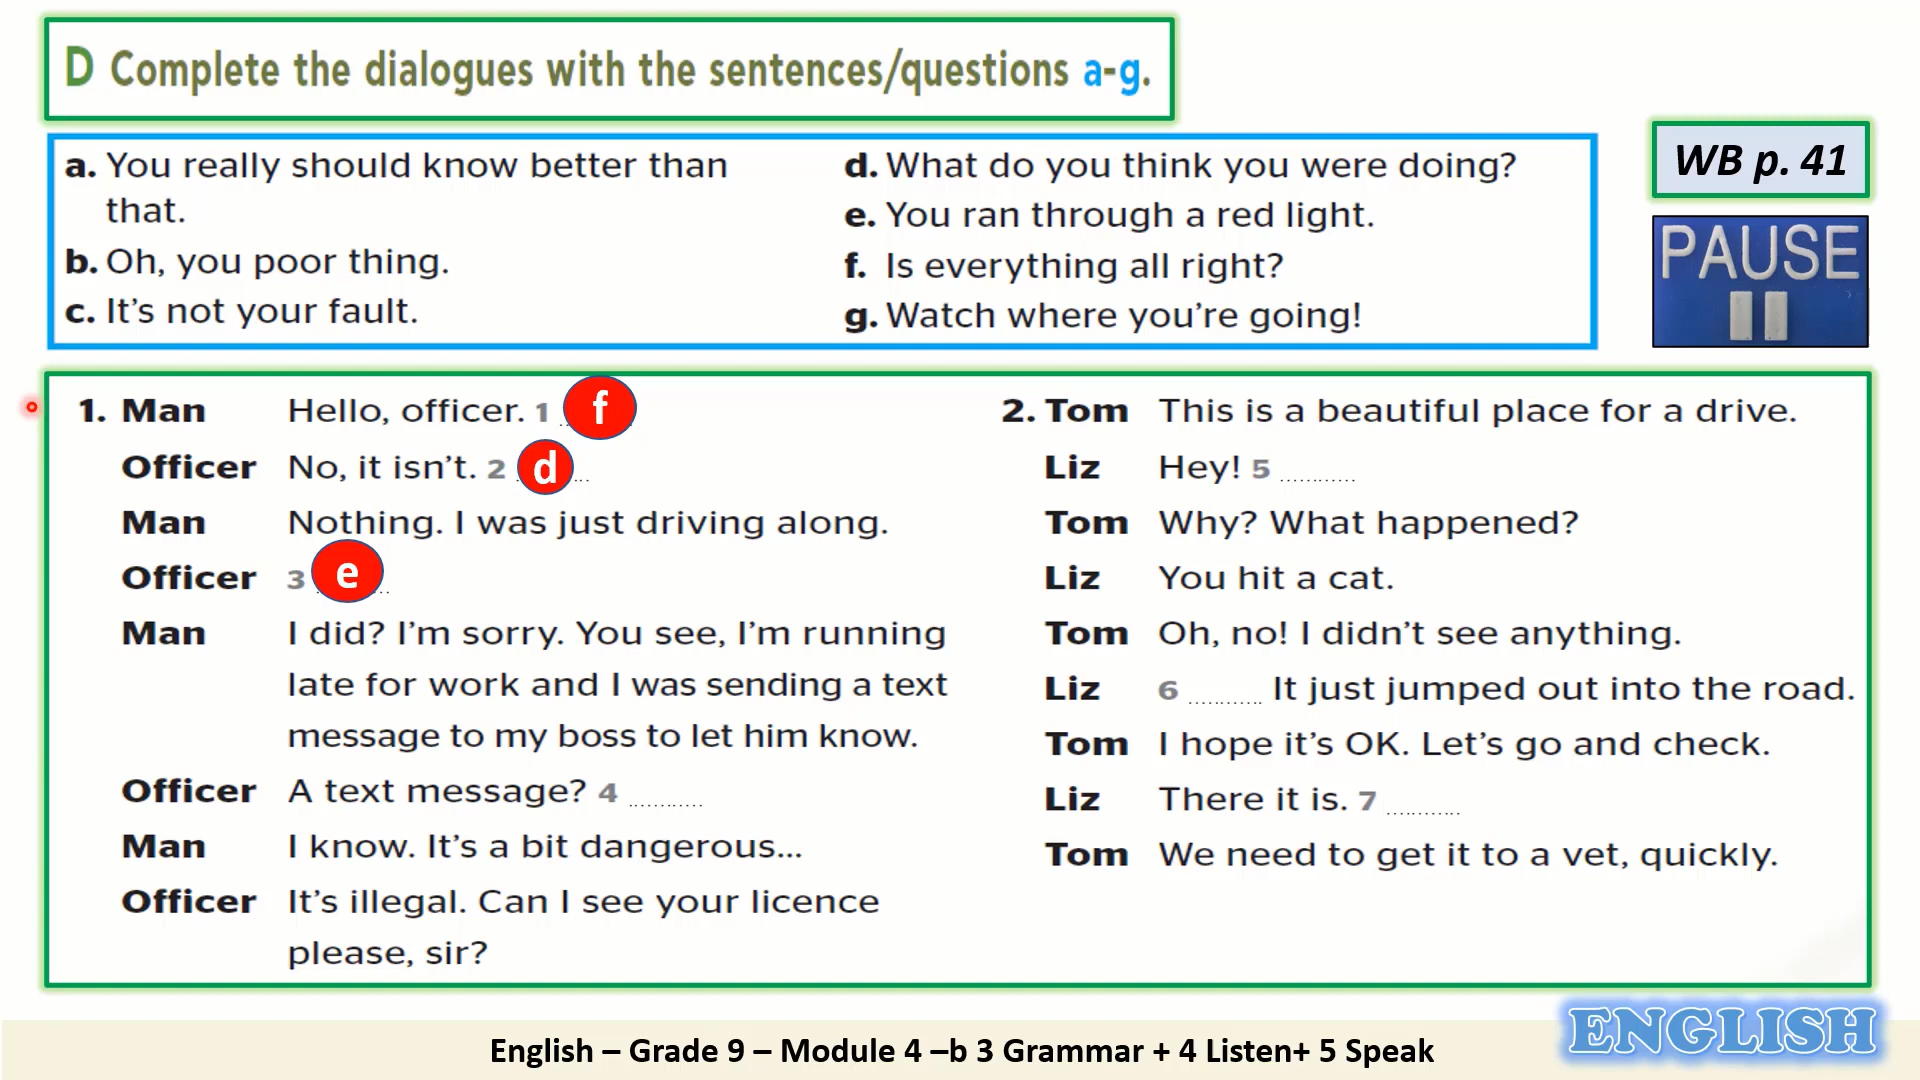 D Complete the dialogues with the sentences/questions a-g.
WB p. 41
PAUSE
a. You really should know better than
that.
b. Oh, you poor thing.
c. It's not your fault.
d. What do you think you were doing?
e. You ran through a red light.
f. Is everything all right?
g. Watch where you're going!
1. Man Hello, officer. 1 f
Officer No, it isn't. 2 d ...
Man Nothing. I was just driving along.
Officer 3 e ...
Man I did? I'm sorry. You see, I'm running
late for work and I was sending a text
message to my boss to let him know.
Officer A text message? 4 ...........
Man I know. It's a bit dangerous...
Officer It's illegal. Can I see your licence
please, sir?
2. Tom This is a beautiful place for a drive.
Liz Hey! 5 ...........
Tom Why? What happened?
Liz You hit a cat.
Tom Oh, no! I didn't see anything.
Liz 6 ........... It just jumped out into the road.
Tom I hope it's OK. Let's go and check.
Liz There it is. 7 ...........
Tom We need to get it to a vet, quickly.
English – Grade 9 – Module 4 –b 3 Grammar + 4 Listen+ 5 Speak
ENGLISH